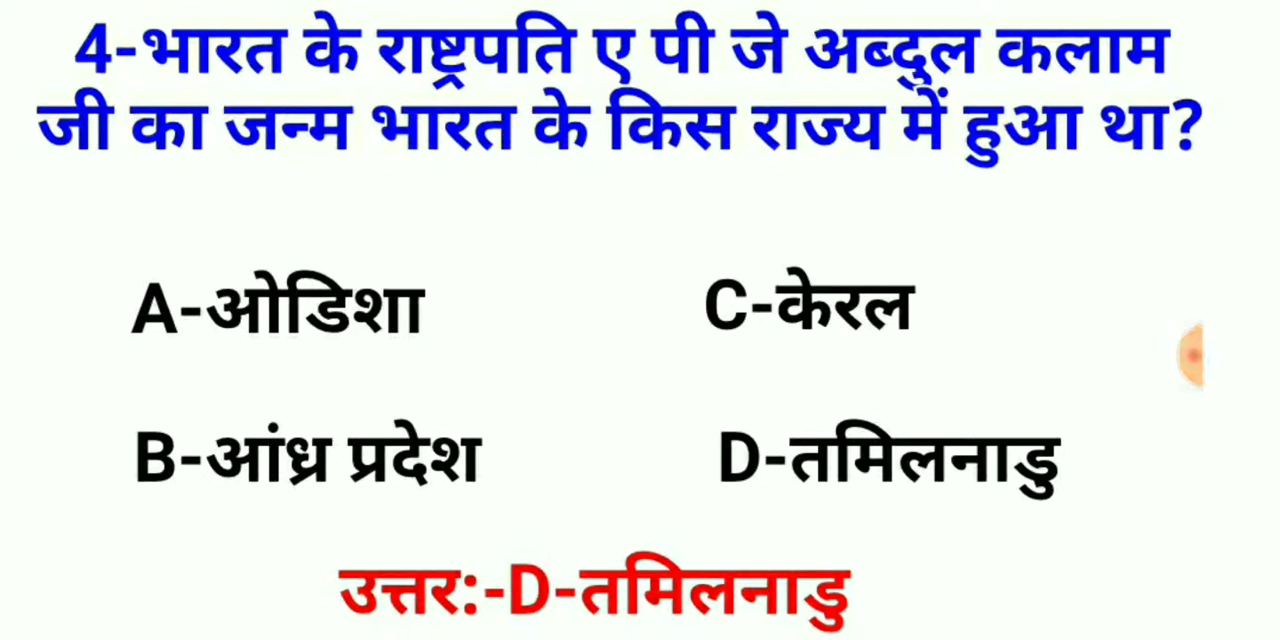 4-भारत के राष्ट्रपति ए पी जे अब्दुल कलाम
जी का जन्म भारत के किस राज्य में हुआ था?
A-ओडिशा
C-केरल
B-आंध्र प्रदेश
D-तमिलनाडु
उत्तर:-D-तमिलनाडु